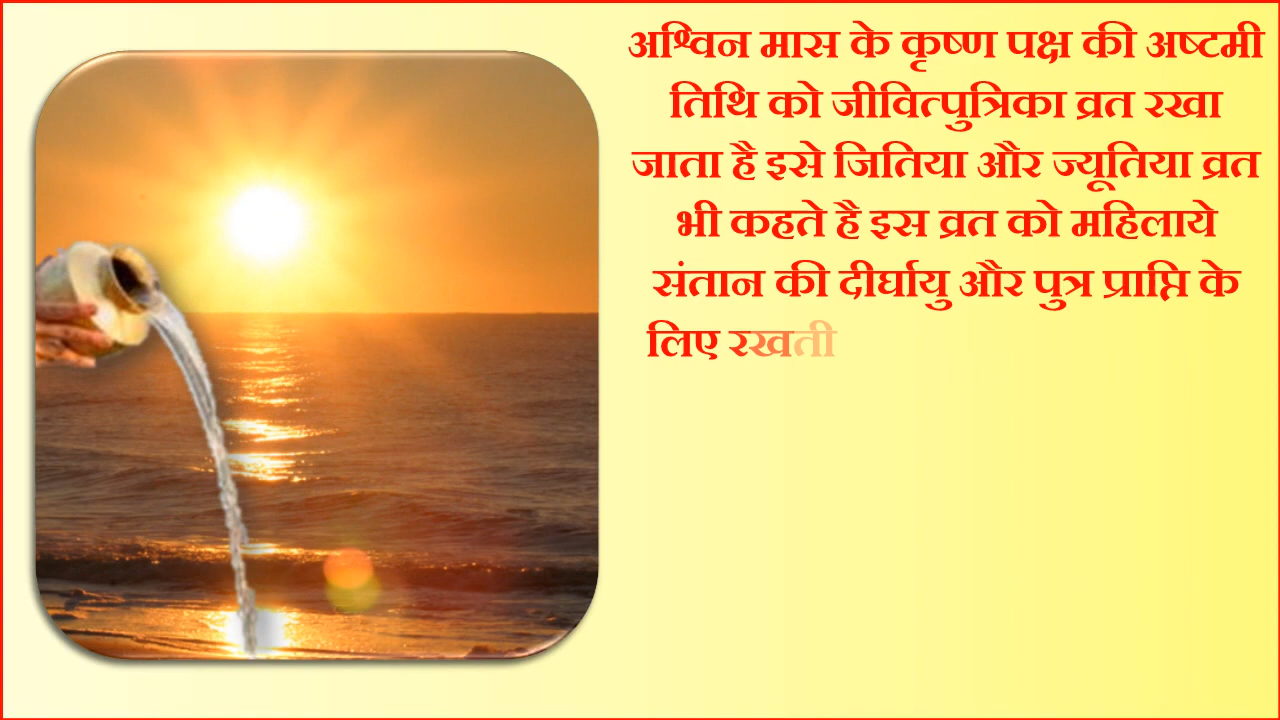 अश्विन मास के कृष्ण पक्ष की अष्टमी
तिथि को जीवित्पुत्रिका व्रत रखा
जाता है इसे जितिया और ज्यूतिया व्रत
भी कहते है इस व्रत को महिलाये
संतान की दीर्घायु और पुत्र प्राप्ति के
लिए रखती